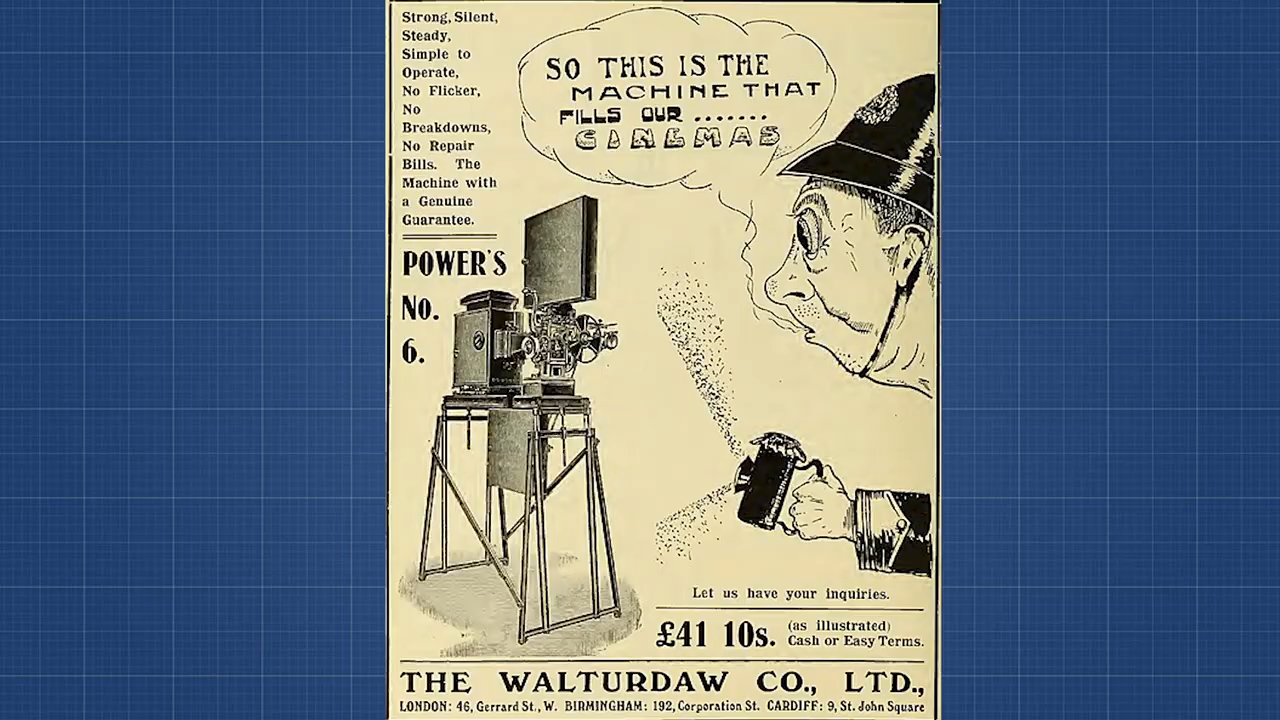 Strong, Silent,
Steady,
Simple to
Operate,
No Flicker,
No
Breakdowns,
No Repair
Bills. The
Machine with
a Genuine
Guarantee.
POWER'S
No.
6.
SO THIS IS THE
MACHINE THAT
FILLS OUR .......
CINEMAS
Let us have your inquiries.
£41 10s. (as illustrated)
Cash or Easy Terms.
THE WALTURDAW CO., LTD.,
LONDON: 46, Gerrard St., W. BIRMINGHAM: 192, Corporation St. CARDIFF: 9, St. John Square